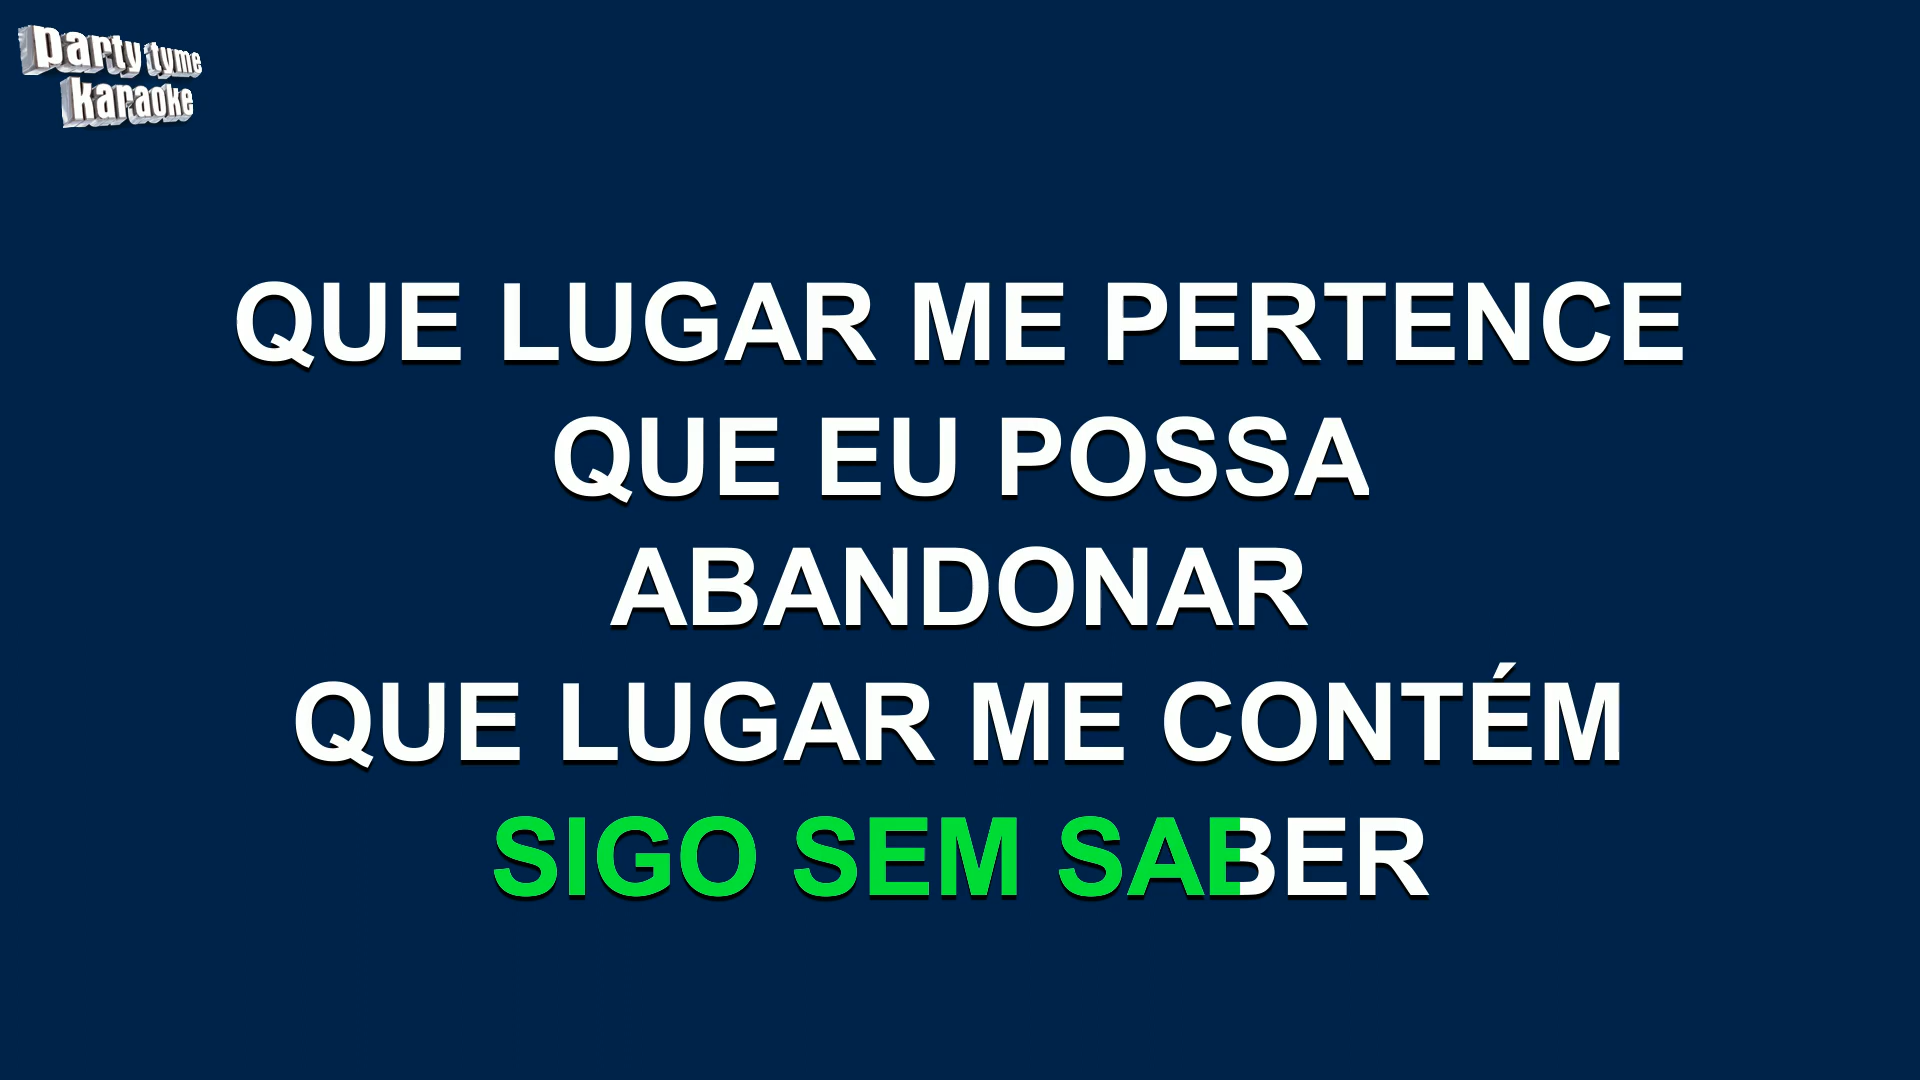 party tyme
karaoke
QUE LUGAR ME PERTENCE
QUE EU POSSA
ABANDONAR
QUE LUGAR ME CONTÉM
SIGO SEM SABER